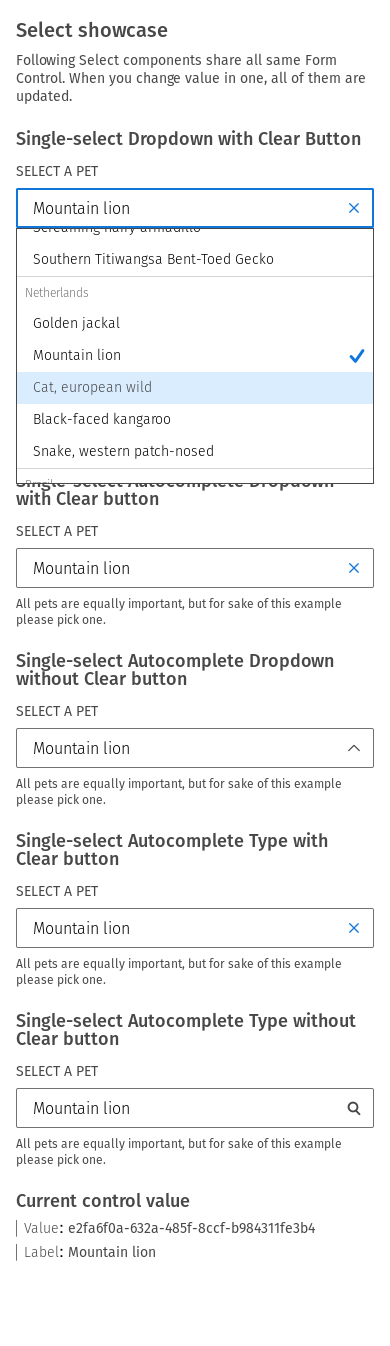 Select showcase
Following Select components share all same Form
Control. When you change value in one, all of them are
updated.
Single-select Dropdown with Clear Button
SELECT A PET
Mountain lion
Screaming hairy armadillo
Southern Titiwangsa Bent-Toed Gecko
Netherlands
Golden jackal
Mountain lion
Cat, european wild
Black-faced kangaroo
Snake, western patch-nosed
Single-select Autocomplete Dropdown
with Clear button
SELECT A PET
Mountain lion
All pets are equally important, but for sake of this example
please pick one.
Single-select Autocomplete Dropdown
without Clear button
SELECT A PET
Mountain lion
All pets are equally important, but for sake of this example
please pick one.
Single-select Autocomplete Type with
Clear button
SELECT A PET
Mountain lion
All pets are equally important, but for sake of this example
please pick one.
Single-select Autocomplete Type without
Clear button
SELECT A PET
Mountain lion
All pets are equally important, but for sake of this example
please pick one.
Current control value
Value: e2fa6f0a-632a-485f-8ccf-b984311fe3b4
Label: Mountain lion